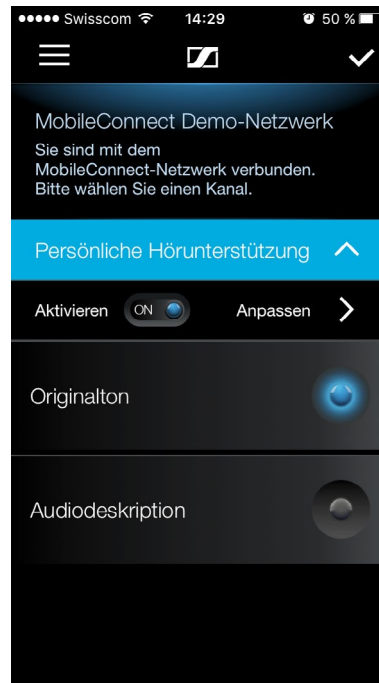 Swisscom 14:29 50 %
MobileConnect Demo-Netzwerk
Sie sind mit dem
MobileConnect-Netzwerk verbunden.
Bitte wählen Sie einen Kanal.
Persönliche Hörunterstützung
Aktivieren ON Anpassen
Originalton
Audiodeskription